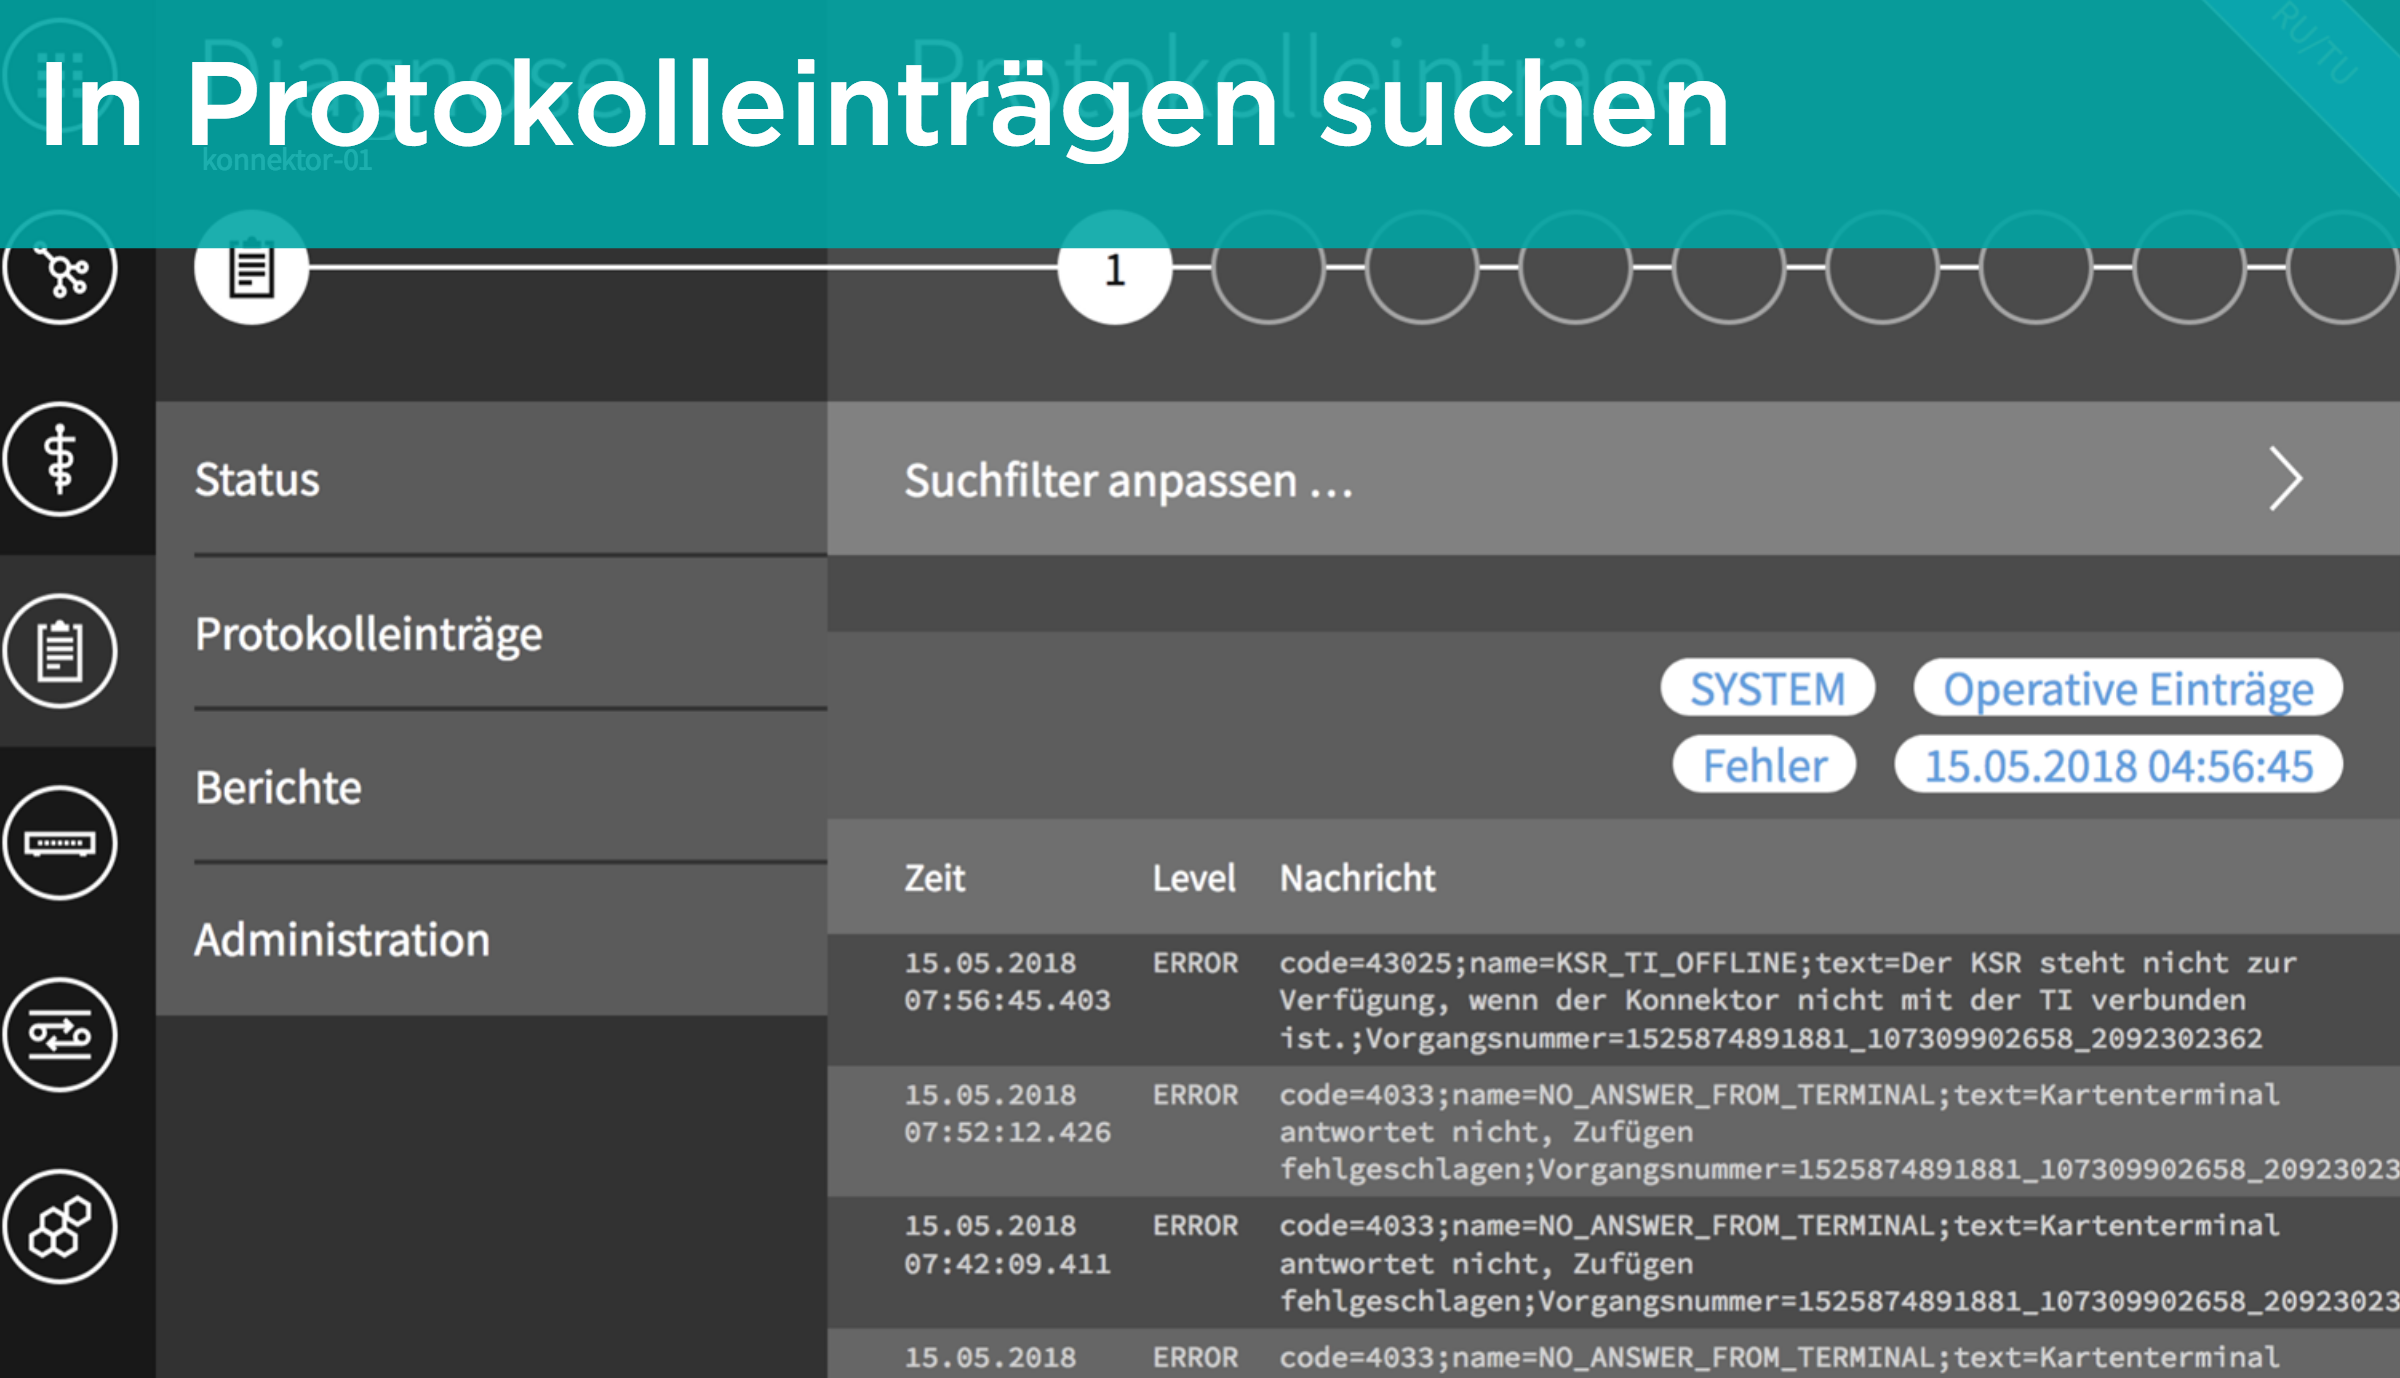 Diagnose
Protokolleinträge
RU/TU
In Protokolleinträgen suchen
konnektor-01
1
Status
Suchfilter anpassen ...
Protokolleinträge
SYSTEM
Operative Einträge
Fehler
15.05.2018 04:56:45
Berichte
Administration
Zeit Level Nachricht
15.05.2018 ERROR code=43025;name=KSR_TI_OFFLINE;text=Der KSR steht nicht zur
07:56:45.403 Verfügung, wenn der Konnektor nicht mit der TI verbunden
ist.;Vorgangsnummer=1525874891881_107309902658_2092302362
15.05.2018 ERROR code=4033;name=NO_ANSWER_FROM_TERMINAL;text=Kartenterminal
07:52:12.426 antwortet nicht, Zufügen
fehlgeschlagen;Vorgangsnummer=1525874891881_107309902658_20923023
15.05.2018 ERROR code=4033;name=NO_ANSWER_FROM_TERMINAL;text=Kartenterminal
07:42:09.411 antwortet nicht, Zufügen
fehlgeschlagen;Vorgangsnummer=1525874891881_107309902658_20923023
15.05.2018 ERROR code=4033;name=NO_ANSWER_FROM_TERMINAL;text=Kartenterminal